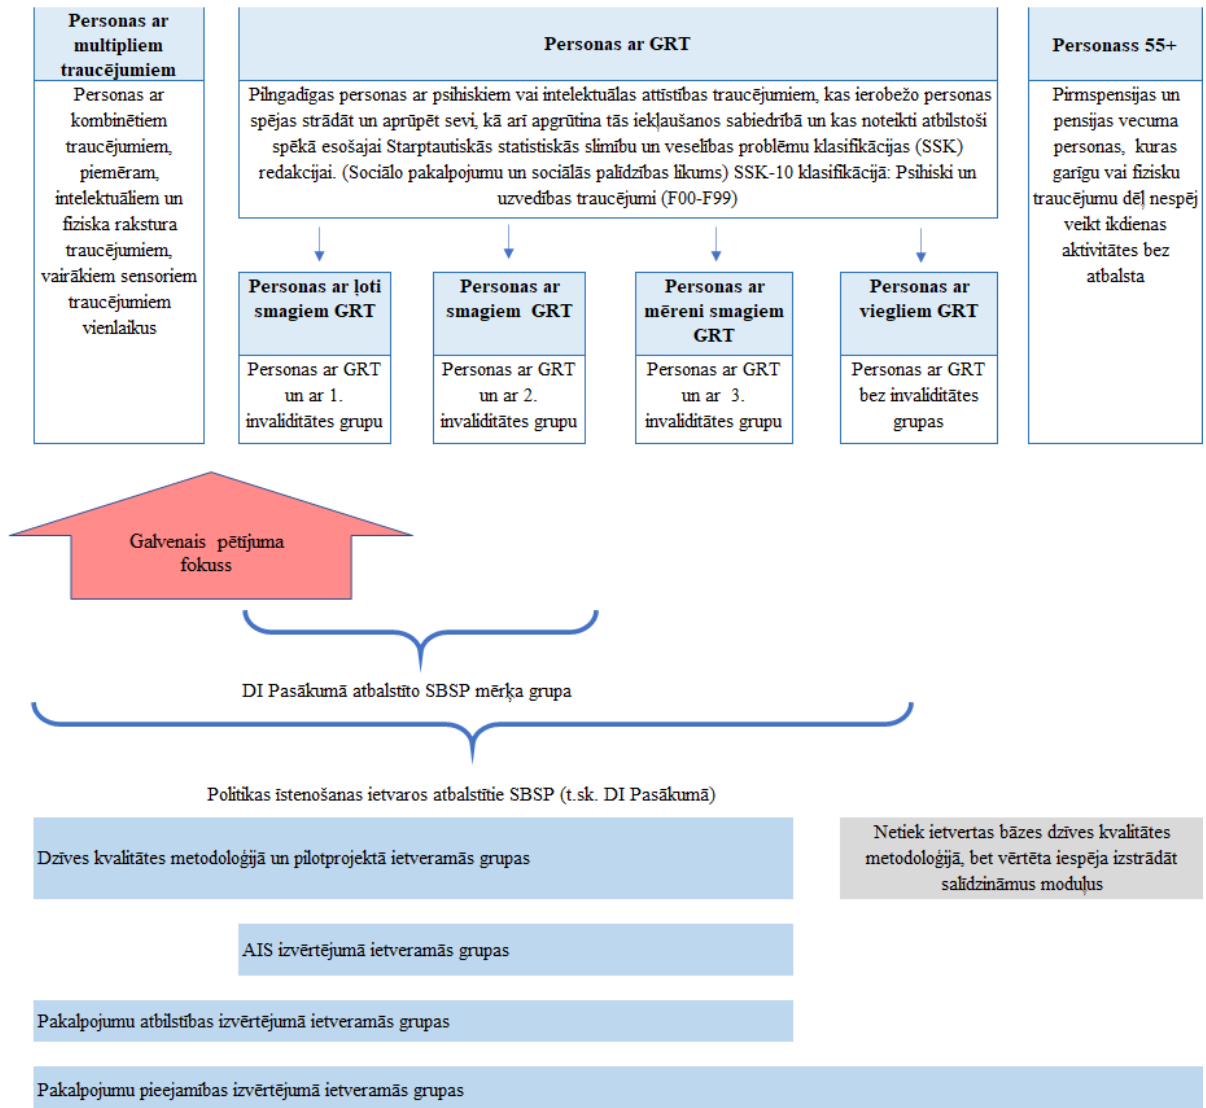 Personas ar
multipliem
traucējumiem
Personas ar
kombinētiem
traucējumiem,
piemēram,
intelektuāliem un
fiziska rakstura
traucējumiem,
vairākiem sensoriem
traucējumiem
vienlaikus
Personas ar GRT
Pilngadīgas personas ar psihiskiem vai intelektuālas attīstības traucējumiem, kas ierobežo personas
spējas strādāt un aprūpēt sevi, kā arī apgrūtina tās iekļaušanos sabiedrībā un kas noteikti atbilstoši
spēkā esošajai Starptautiskās statistiskās slimību un veselības problēmu klasifikācijas (SSK)
redakcijai. (Sociālo pakalpojumu un sociālās palīdzības likums) SSK-10 klasifikācijā: Psihiski un
uzvedības traucējumi (F00-F99)
Personas ar ļoti
smagiem GRT
Personas ar GRT
un ar 1.
invaliditātes grupu
Personas ar
smagiem GRT
Personas ar GRT
un ar 2.
invaliditātes grupu
Personas ar
mēreni smagiem
GRT
Personas ar GRT
un ar 3.
invaliditātes grupu
Personas ar
viegliem GRT
Personas ar GRT
bez invaliditātes
grupas
Personass 55+
Pirmspensijas un
pensijas vecuma
personas, kuras
garīgu vai fizisku
traucējumu dēļ nespēj
veikt ikdienas
aktivitātes bez
atbalsta
Galvenais pētījuma
fokuss
DI Pasākumā atbalstīto SBSP mērķa grupa
Politikas īstenošanas ietvaros atbalstītie SBSP (t.sk. DI Pasākumā)
Dzīves kvalitātes metodoloģijā un pilotprojektā ietveramās grupas
Netiek ietvertas bāzes dzīves kvalitātes
metodoloģijā, bet vērtēta iespēja izstrādāt
salīdzināmus moduļus
AIS izvērtējumā ietveramās grupas
Pakalpojumu atbilstības izvērtējumā ietveramās grupas
Pakalpojumu pieejamības izvērtējumā ietveramās grupas